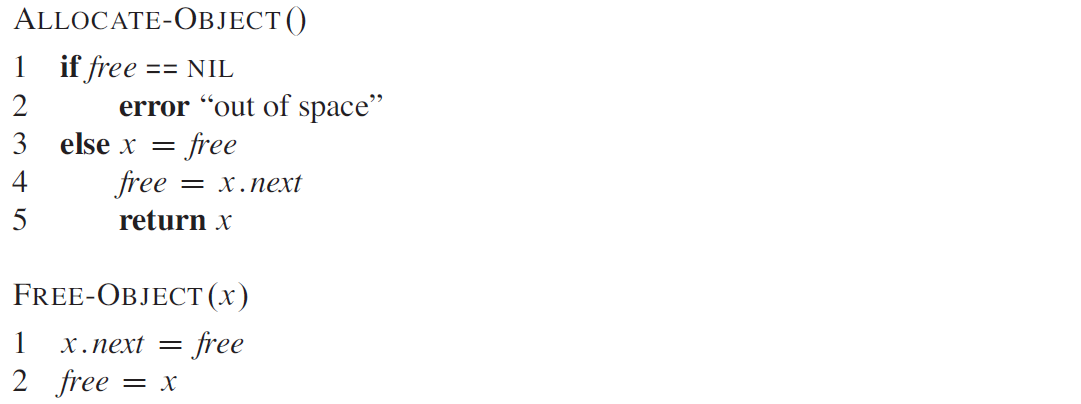 ALLOCATE-OBJECT()
1 if free == NIL
2 error “out of space”
3 else x = free
4 free = x.next
5 return x
FREE-OBJECT(x)
1 x.next = free
2 free = x